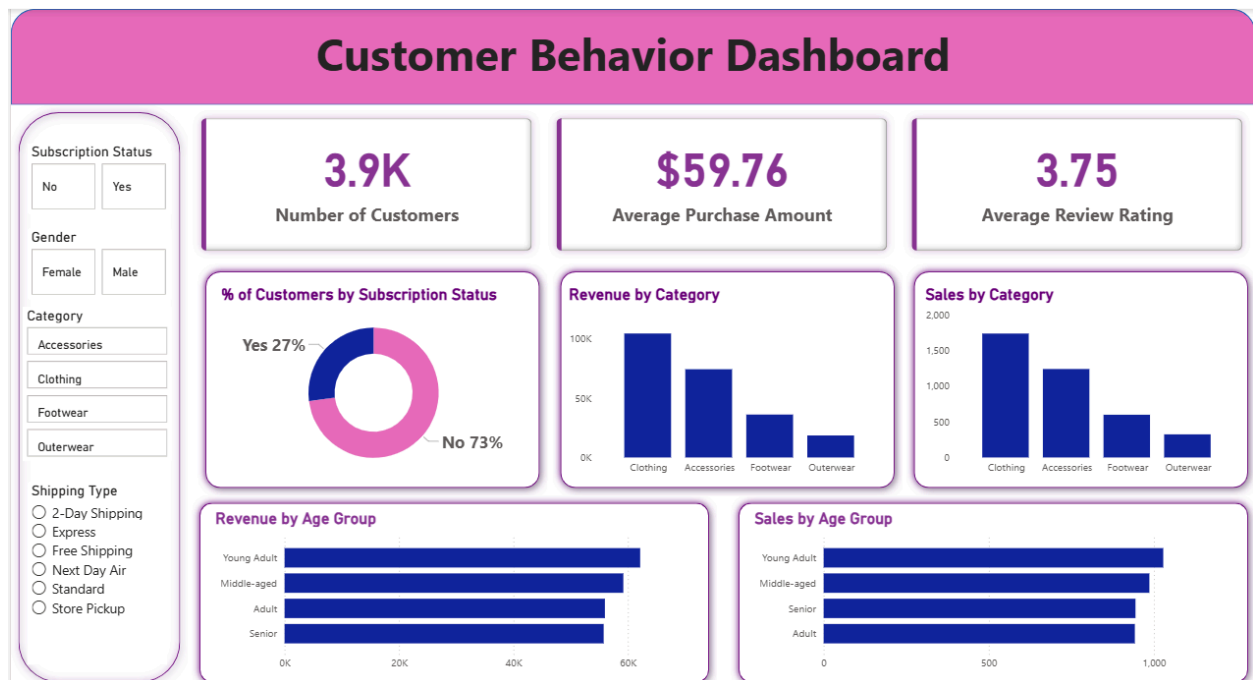 Customer Behavior Dashboard
Subscription Status
No
Yes
Gender
Female
Male
Category
Accessories
Clothing
Footwear
Outerwear
Shipping Type
2-Day Shipping
Express
Free Shipping
Next Day Air
Standard
Store Pickup
3.9K
Number of Customers
$59.76
Average Purchase Amount
3.75
Average Review Rating
% of Customers by Subscription Status
Yes 27%
No 73%
Revenue by Category
100K
50K
0K
Clothing
Accessories
Footwear
Outerwear
Sales by Category
2,000
1,500
1,000
500
0
Clothing
Accessories
Footwear
Outerwear
Revenue by Age Group
Young Adult
Middle-aged
Adult
Senior
0K
20K
40K
60K
Sales by Age Group
Young Adult
Middle-aged
Senior
Adult
0
500
1,000